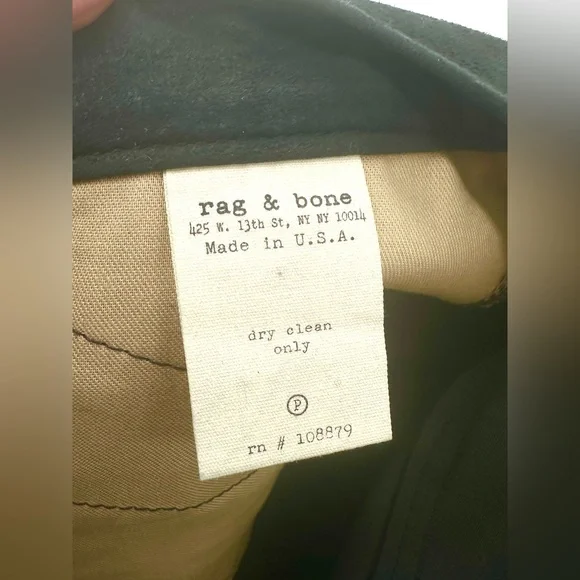 rag & bone
425 W. 13th St, NY NY 10014
Made in U.S.A.
dry clean
only
P
rn # 108879